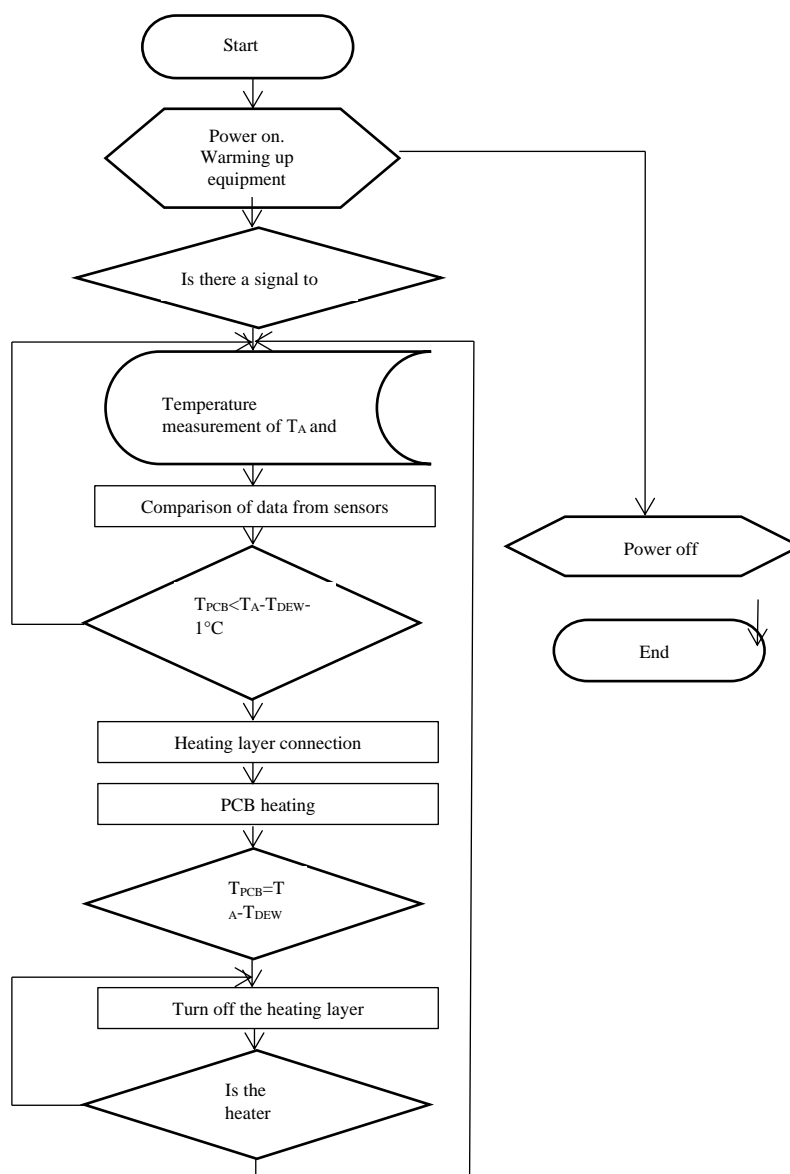 Start
Power on.
Warming up
equipment
Is there a signal to
Temperature
measurement of TA and
Comparison of data from sensors
TPCB<TA-TDEW-
1°C
Heating layer connection
PCB heating
TPCB=T
A-TDEW
Turn off the heating layer
Is the
heater
Power off
End